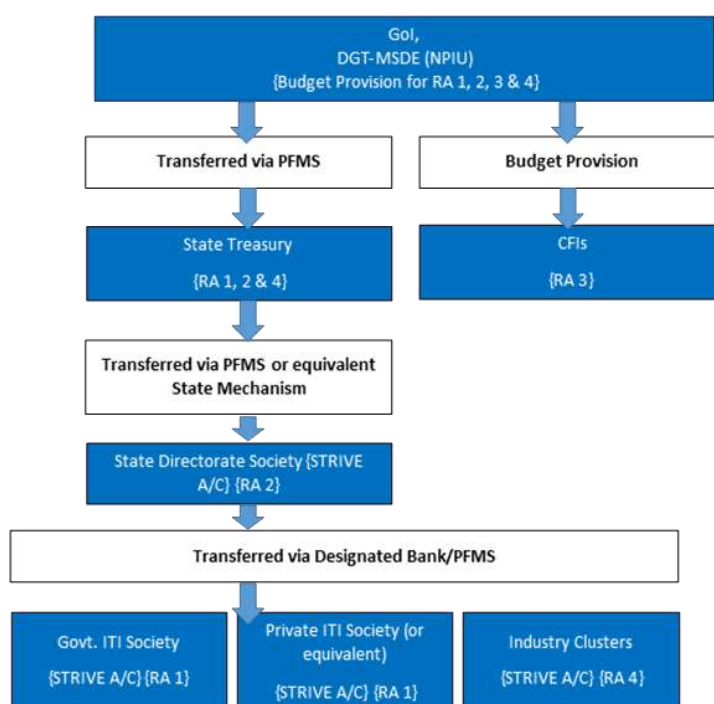 GoI,
DGT-MSDE (NPIU)
{Budget Provision for RA 1, 2, 3 & 4}
Transferred via PFMS
Budget Provision
State Treasury
{RA 1, 2 & 4}
CFIs
{RA 3}
Transferred via PFMS or equivalent
State Mechanism
State Directorate Society {STRIVE
A/C} {RA 2}
Transferred via Designated Bank/PFMS
Govt. ITI Society
{STRIVE A/C} {RA 1}
Private ITI Society (or
equivalent)
{STRIVE A/C} {RA 1}
Industry Clusters
{STRIVE A/C} {RA 4}